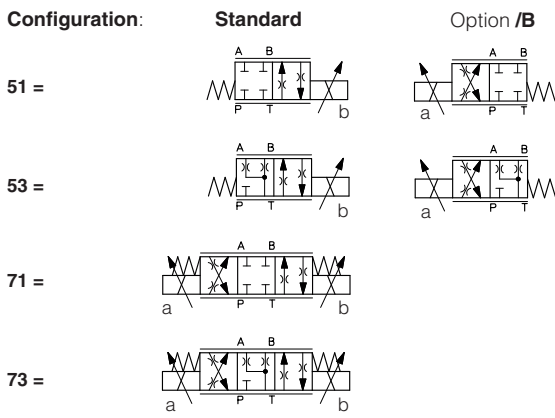 Configuration: Standard Option /B
A B A B
51 =
P T b a P T
A B A B
53 =
P T b a P T
A B
71 =
a P T b
A B
73 =
a P T b